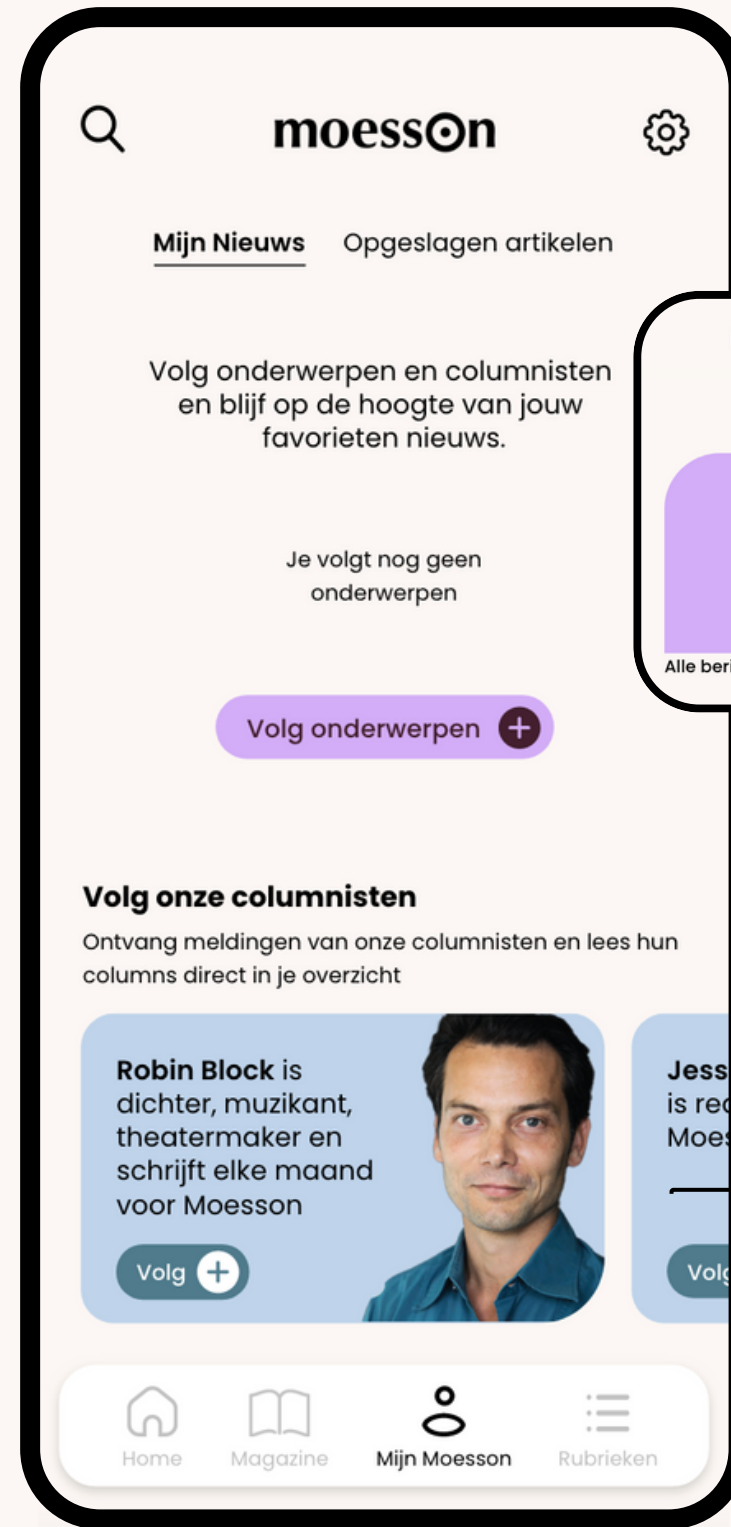 moesson
Mijn Nieuws
Opgeslagen artikelen
Volg onderwerpen en columnisten
en blijf op de hoogte van jouw
favorieten nieuws.
Je volgt nog geen
onderwerpen
Alle
Volg onderwerpen
Volg onze columnisten
Ontvang meldingen van onze columnisten en lees hun
columns direct in je overzicht
Robin Block is
dichter, muzikant,
theatermaker en
schrijft elke maand
voor Moesson
Volg
is
Home
Magazine
Mijn Moesson
Rubrieken